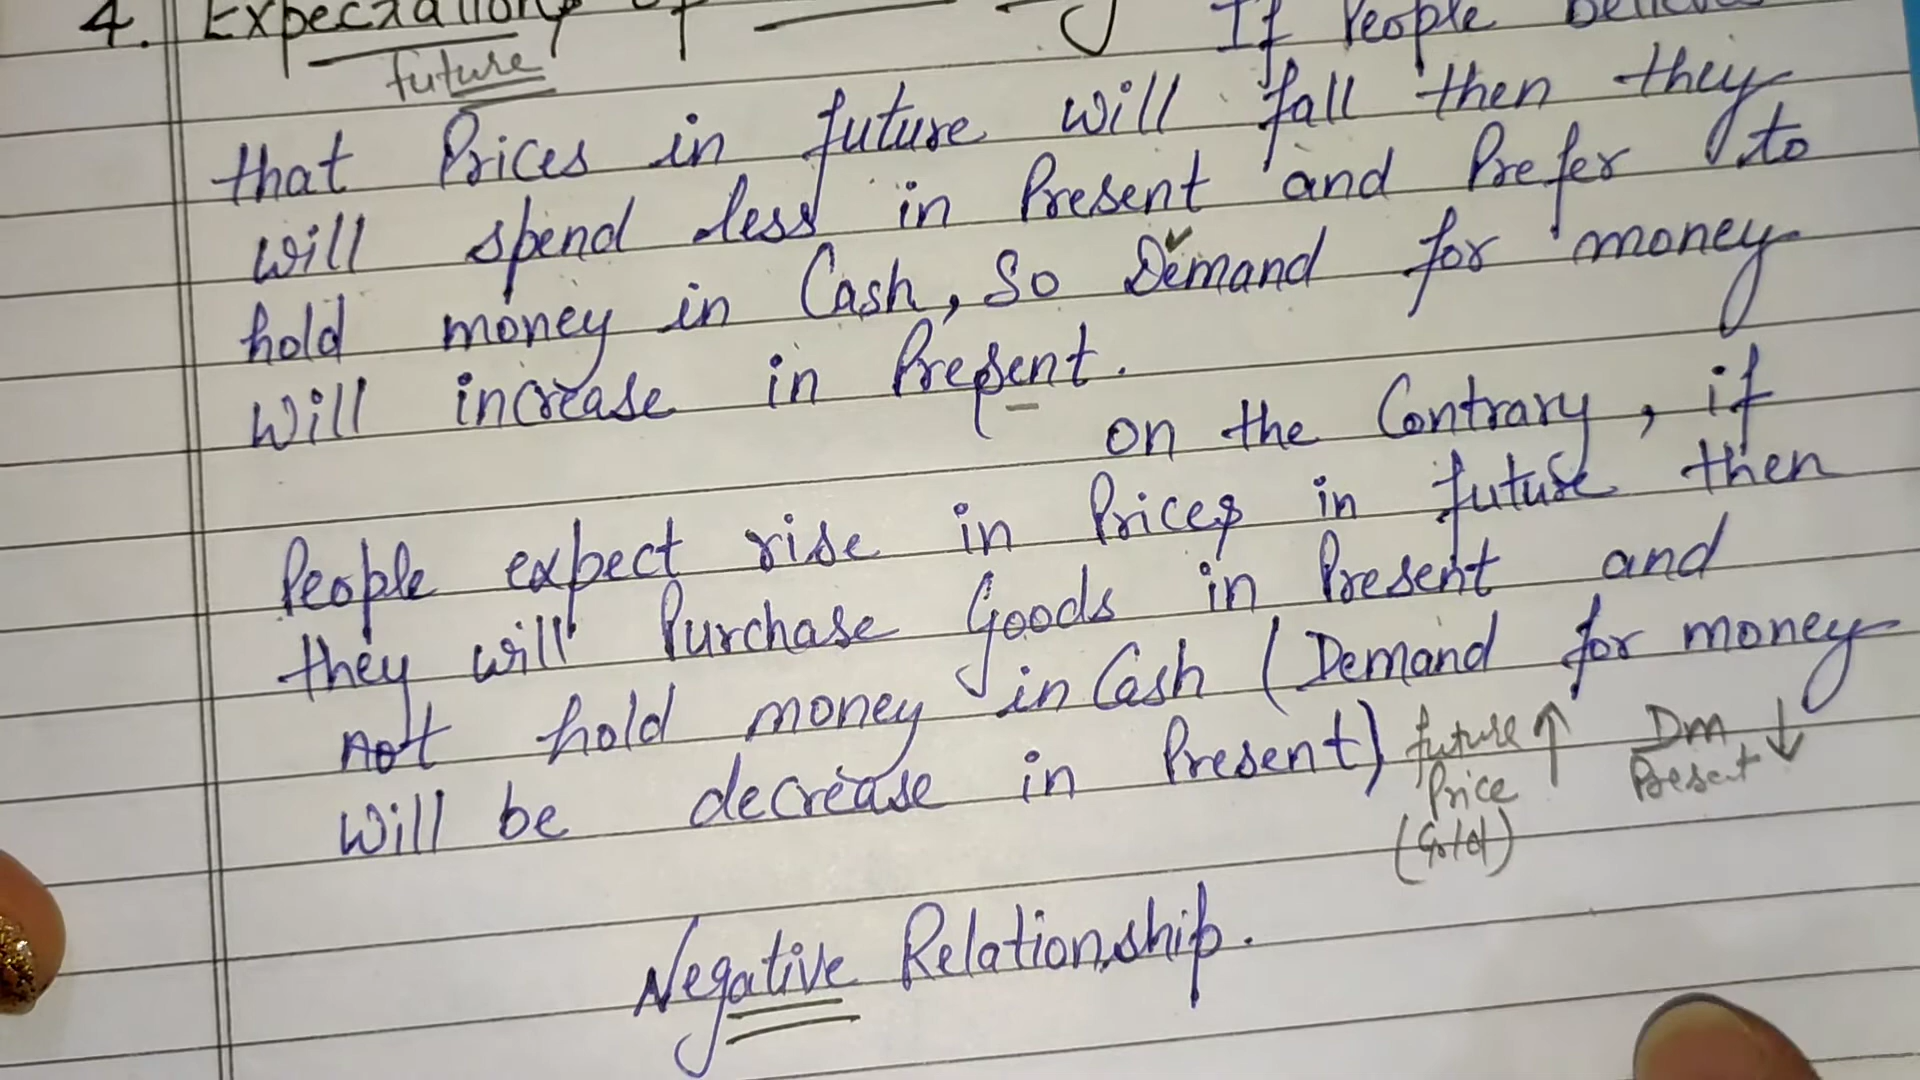 4. Expectations of If People
future
that Prices in future will fall then they
will spend less in Present and Prefer to
hold money in Cash, So Demand for money
will increase in Present.
on the Contrary, if
People expect rise in Prices in future then
they will Purchase Goods in Present and
not hold money in Cash (Demand for money
will be decrease in Present) future ↑ Dm ↓
Price Present
(Gold)
Negative Relationship.